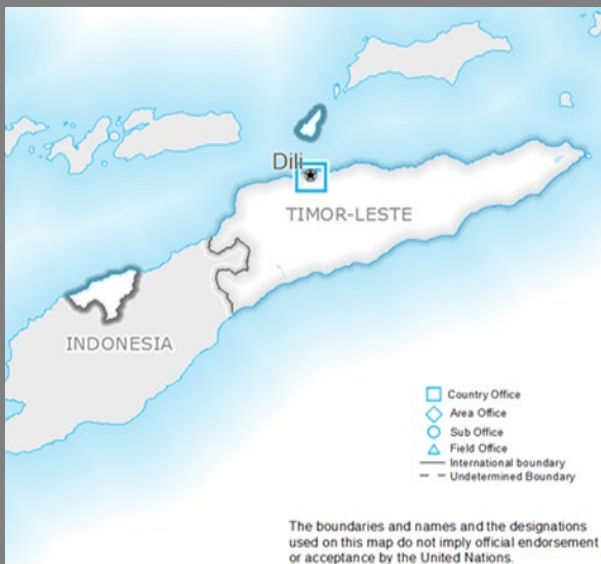 Dili
TIMOR-LESTE
INDONESIA
Country Office
Area Office
Sub Office
Field Office
International boundary
Undetermined Boundary
The boundaries and names and the designations
used on this map do not imply official endorsement
or acceptance by the United Nations.